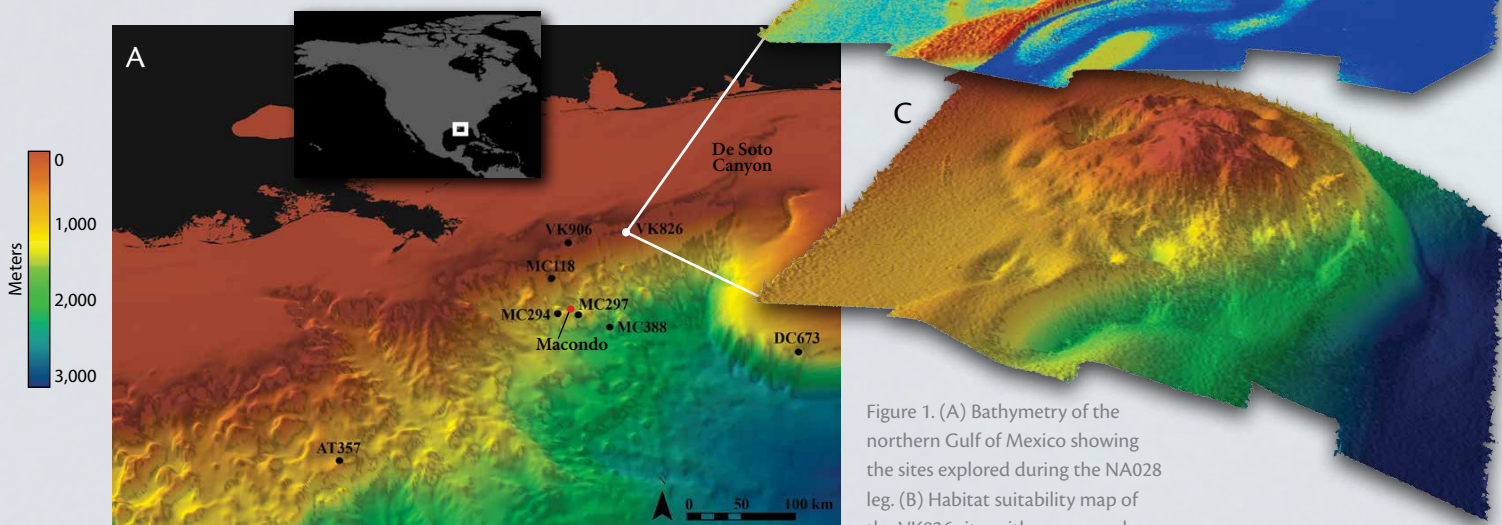 A
De Soto
Canyon
C
0
1,000
2,000
3,000
Meters
VK906
VK826
MC118
MC294
MC297
MC388
Macondo
DC673
AT357
0 50 100 km
Figure 1. (A) Bathymetry of the
northern Gulf of Mexico showing
the sites explored during the NA028
leg. (B) Habitat suitability map of